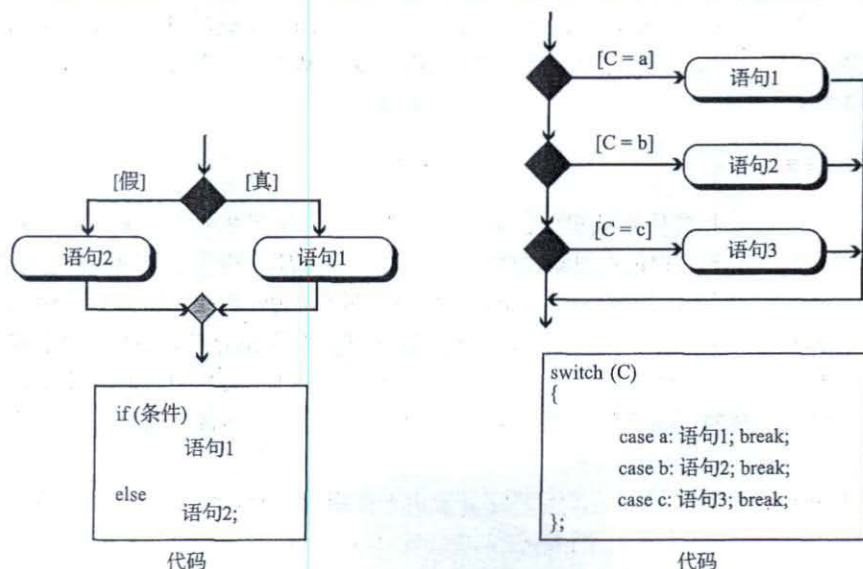 [假]
[真]
语句2
语句1
if (条件)
语句1
else
语句2;
代码
[C = a]
语句1
[C = b]
语句2
[C = c]
语句3
switch (C)
{
case a: 语句1; break;
case b: 语句2; break;
case c: 语句3; break;
};
代码